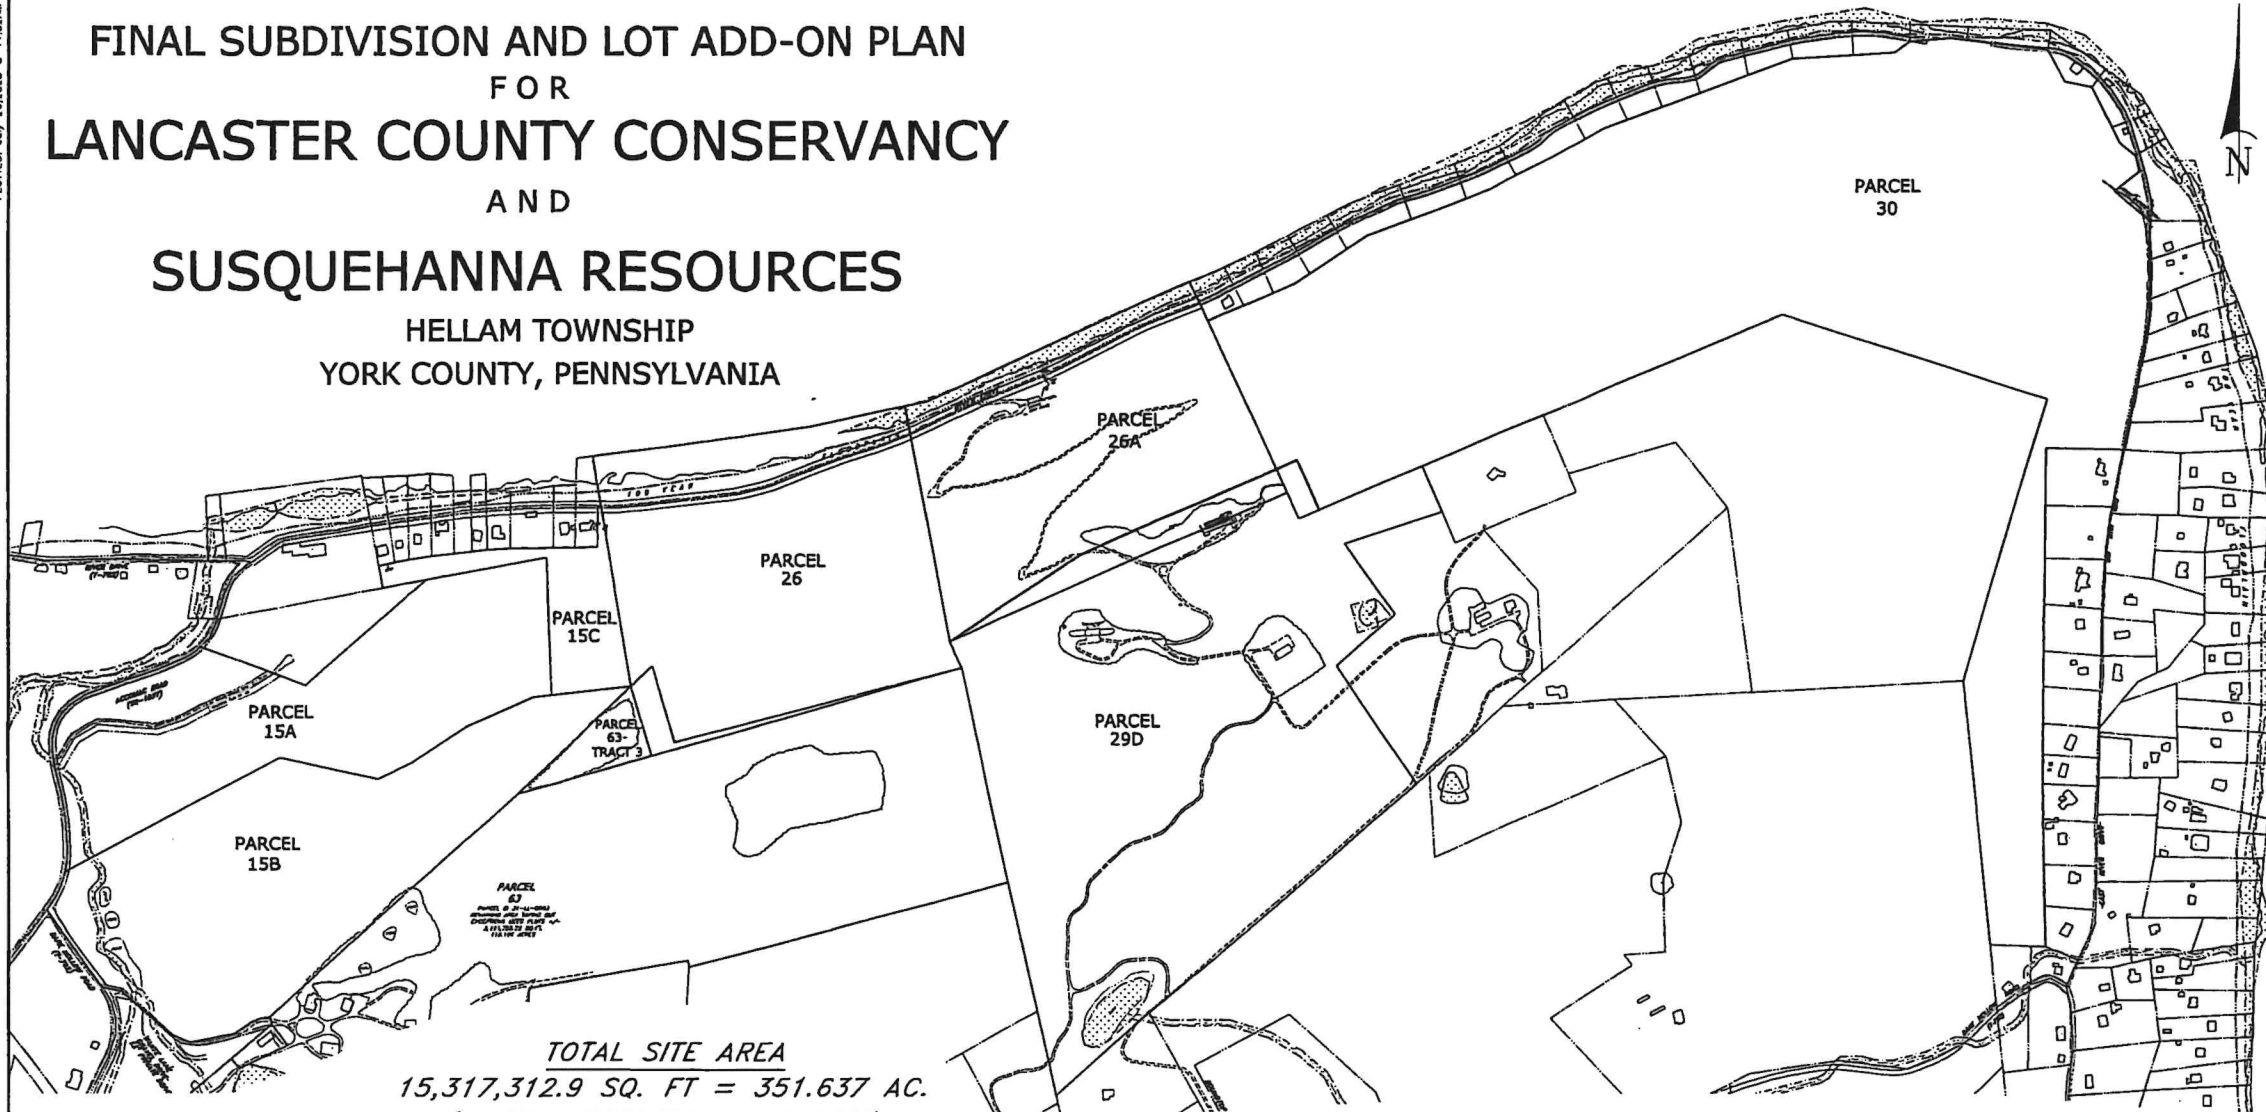 FINAL SUBDIVISION AND LOT ADD-ON PLAN
FOR
LANCASTER COUNTY CONSERVANCY
AND
SUSQUEHANNA RESOURCES
HELLAM TOWNSHIP
YORK COUNTY, PENNSYLVANIA
N
PARCEL
30
PARCEL
26A
100 YEAR
PARCEL
26
PARCEL
15C
PARCEL
15A
PARCEL
63-
TRACT 3
PARCEL
29D
PARCEL
15B
PARCEL
63
TOTAL SITE AREA
15,317,312.9 SQ. FT = 351.637 AC.